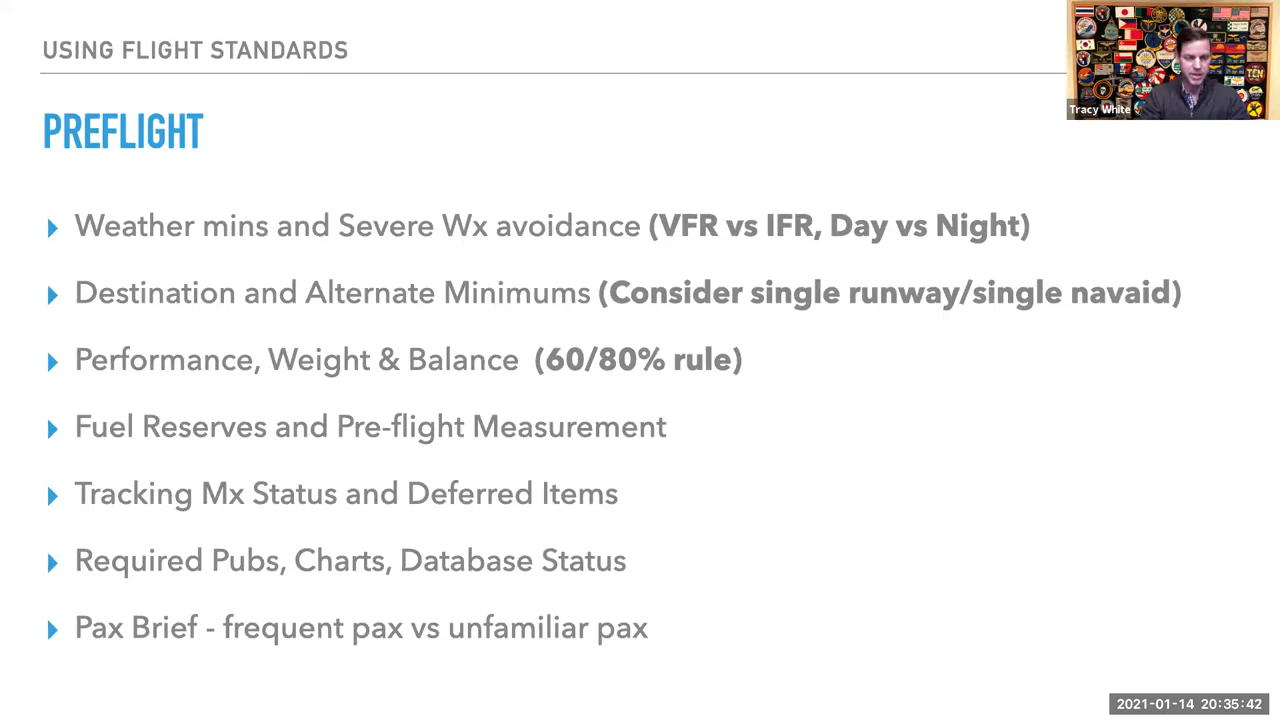 USING FLIGHT STANDARDS
Tracy White
PREFLIGHT
Weather mins and Severe Wx avoidance (VFR vs IFR, Day vs Night)
Destination and Alternate Minimums (Consider single runway/single navaid)
Performance, Weight & Balance (60/80% rule)
Fuel Reserves and Pre-flight Measurement
Tracking Mx Status and Deferred Items
Required Pubs, Charts, Database Status
Pax Brief - frequent pax vs unfamiliar pax
2021-01-14 20:35:42